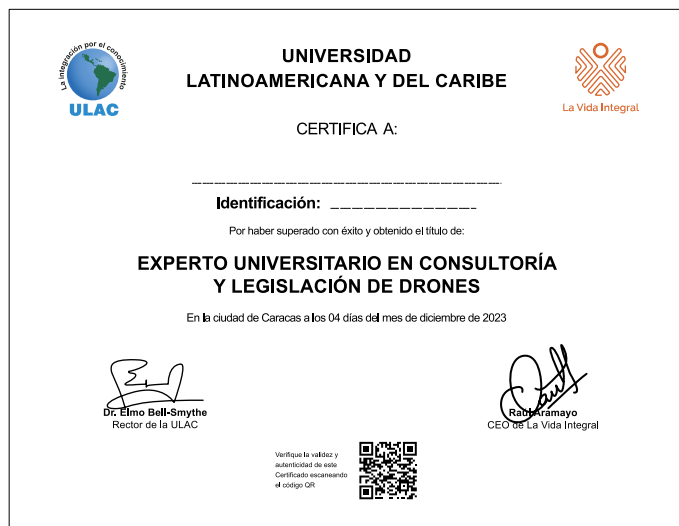 La integración por el conocimiento
ULAC
UNIVERSIDAD
LATINOAMERICANA Y DEL CARIBE
La Vida Integral
CERTIFICA A:
Identificación:
Por haber superado con éxito y obtenido el título de:
EXPERTO UNIVERSITARIO EN CONSULTORÍA
Y LEGISLACIÓN DE DRONES
En la ciudad de Caracas a los 04 días del mes de diciembre de 2023
Dr. Elmo Bell-Smythe
Rector de la ULAC
Raúl Aramayo
CEO de La Vida Integral
Verifique la validez y
autenticidad de este
Certificado escaneando
el código QR